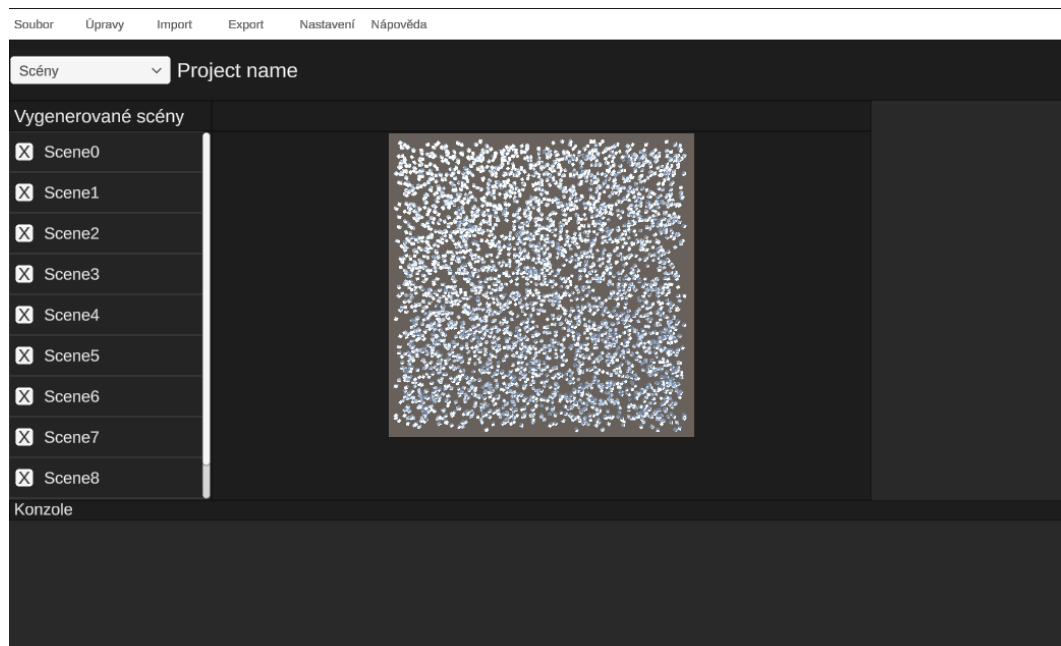 Soubor Úpravy Import Export Nastavení Nápověda
Scény Project name
Vygenerované scény
X Scene0
X Scene1
X Scene2
X Scene3
X Scene4
X Scene5
X Scene6
X Scene7
X Scene8
Konzole